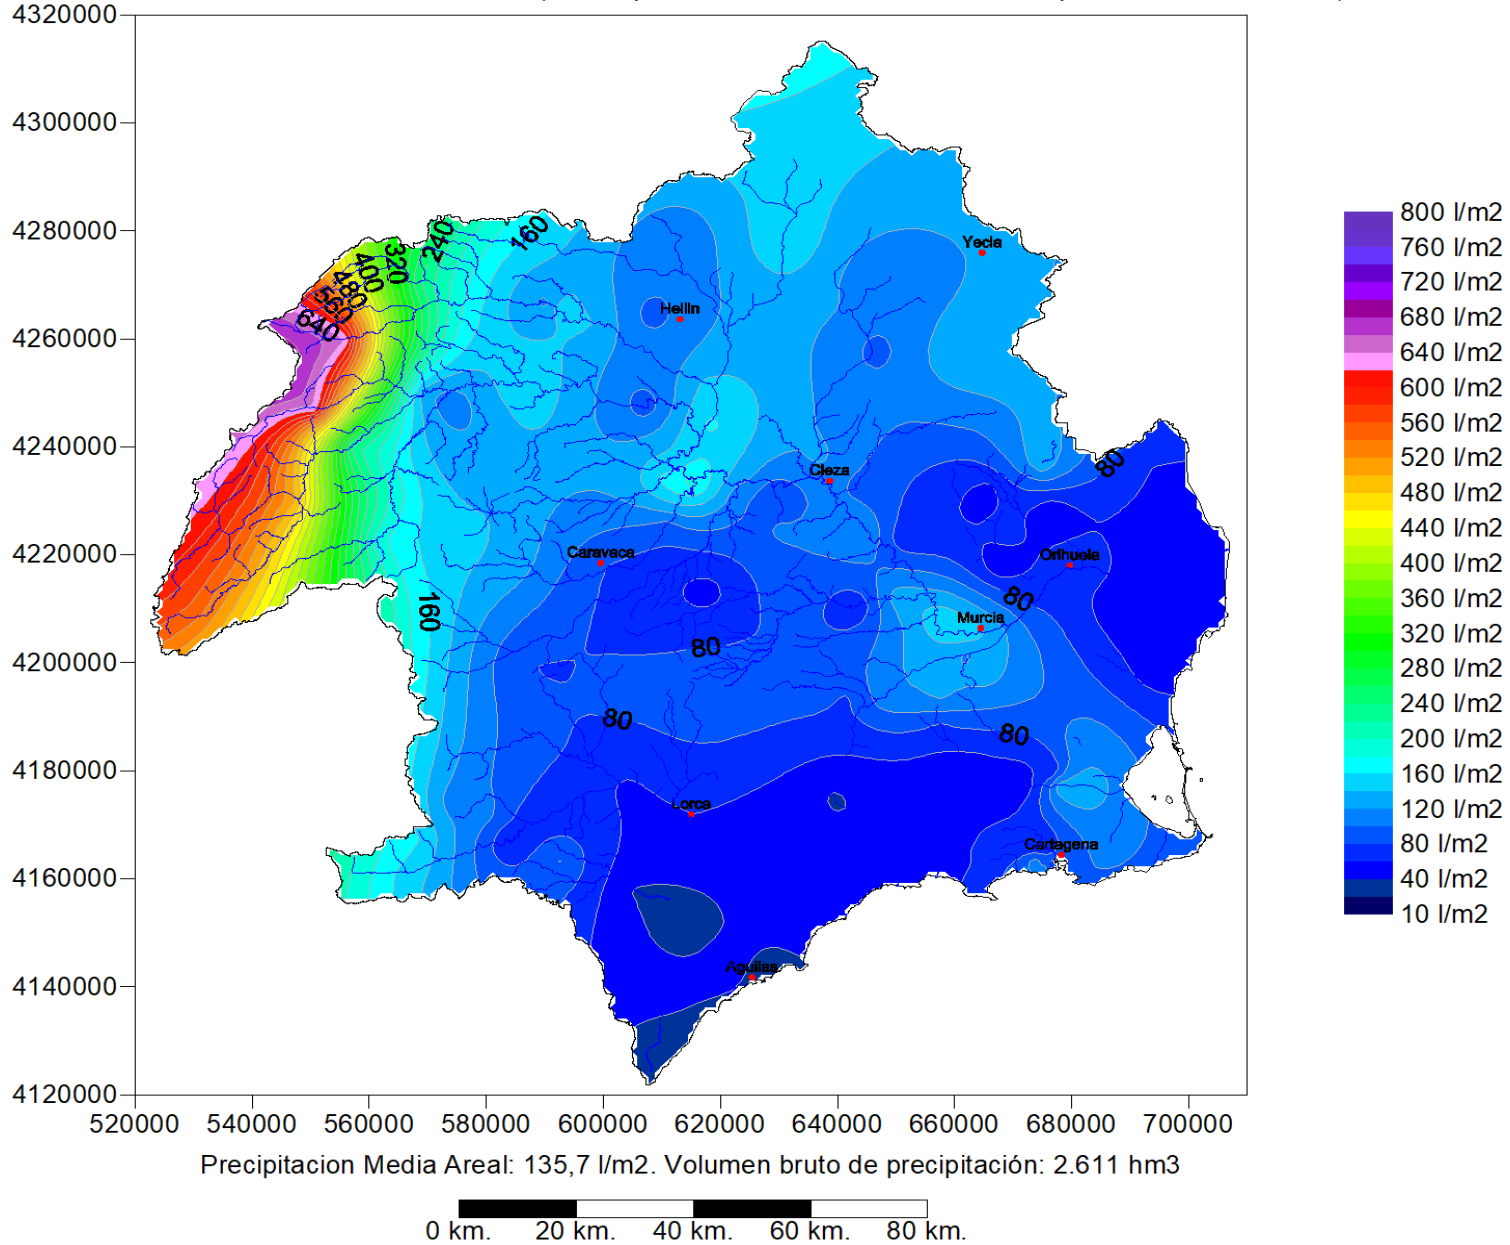 4320000
4300000
4280000
4260000
4240000
4220000
4200000
4180000
4160000
4140000
4120000
520000 540000 560000 580000 600000 620000 640000 660000 680000 700000
640
560
480
400
320
240
160
160
80
80
80
80
80
Yecla
Hellin
Cieza
Caravaca
Orihuela
Murcia
Lorca
Cartagena
Aguilas
800 l/m2
760 l/m2
720 l/m2
680 l/m2
640 l/m2
600 l/m2
560 l/m2
520 l/m2
480 l/m2
440 l/m2
400 l/m2
360 l/m2
320 l/m2
280 l/m2
240 l/m2
200 l/m2
160 l/m2
120 l/m2
80 l/m2
40 l/m2
10 l/m2
Precipitacion Media Areal: 135,7 l/m2. Volumen bruto de precipitación: 2.611 hm3
0 km. 20 km. 40 km. 60 km. 80 km.